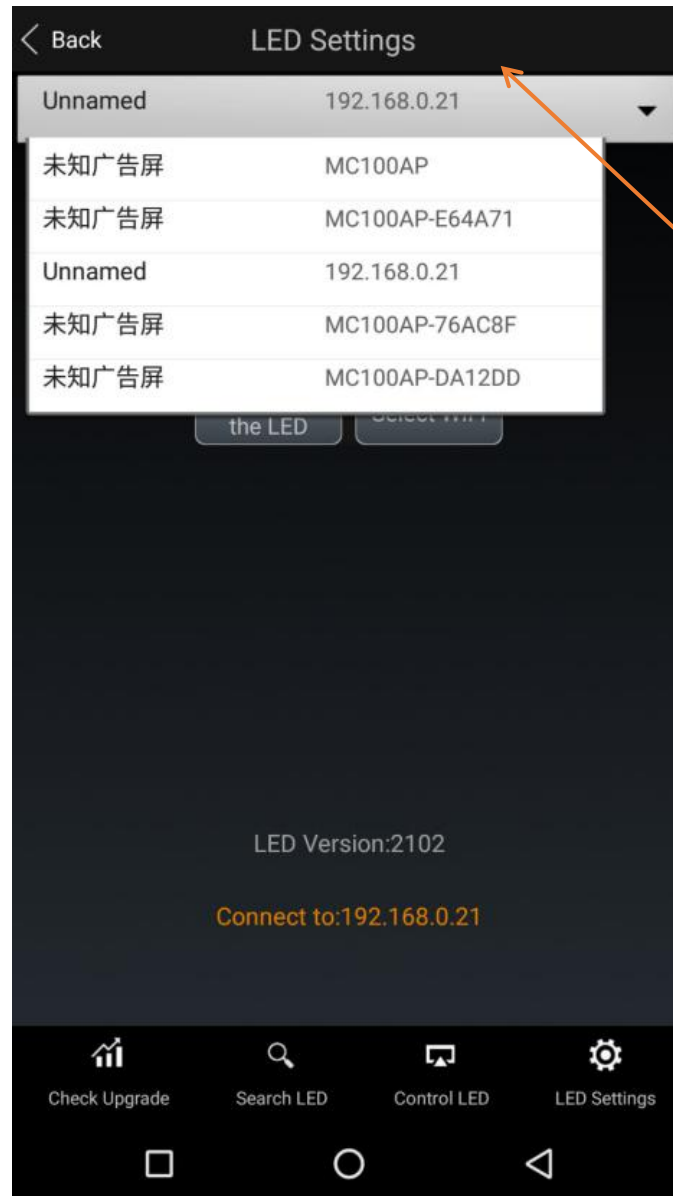 Back LED Settings
Unnamed 192.168.0.21
未知广告屏 MC100AP
未知广告屏 MC100AP-E64A71
Unnamed 192.168.0.21
未知广告屏 MC100AP-76AC8F
未知广告屏 MC100AP-DA12DD
the LED Select WiFi
LED Version:2102
Connect to:192.168.0.21
Check Upgrade Search LED Control LED LED Settings